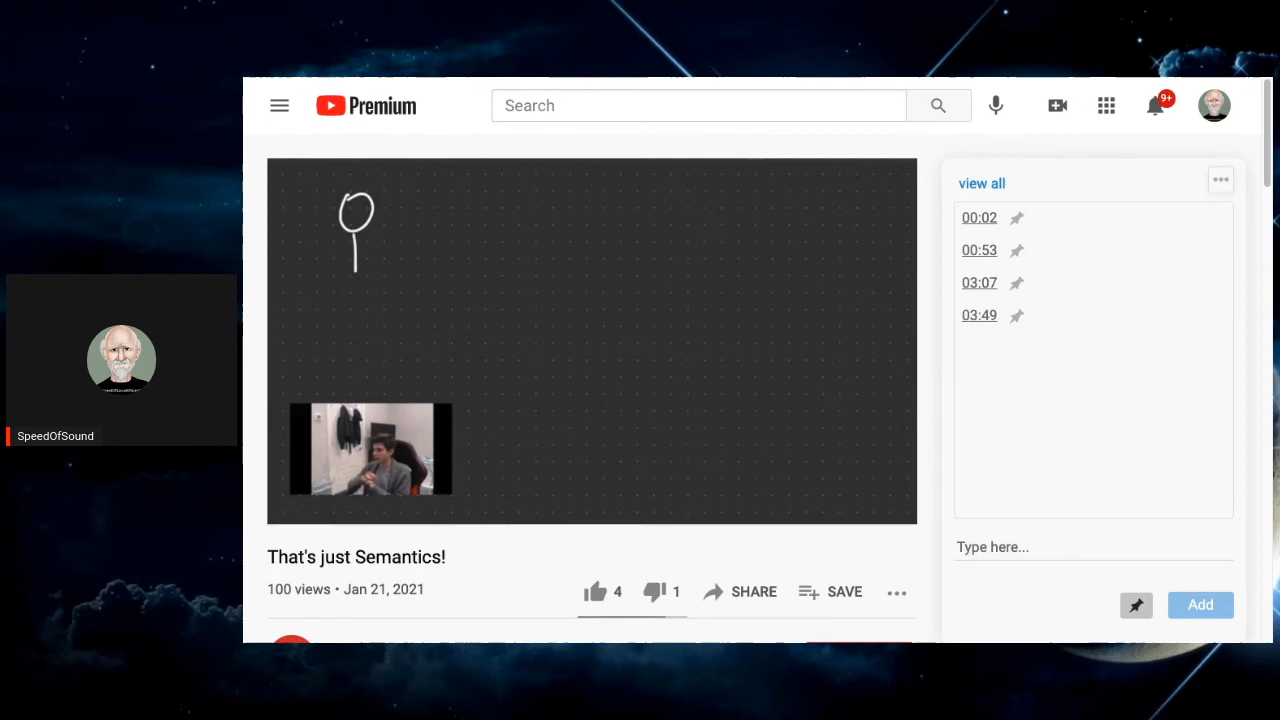 Premium
Search
9+
view all
00:02
00:53
03:07
03:49
SpeedOfSound
That's just Semantics!
100 views • Jan 21, 2021
4
1
SHARE
SAVE
Type here...
Add